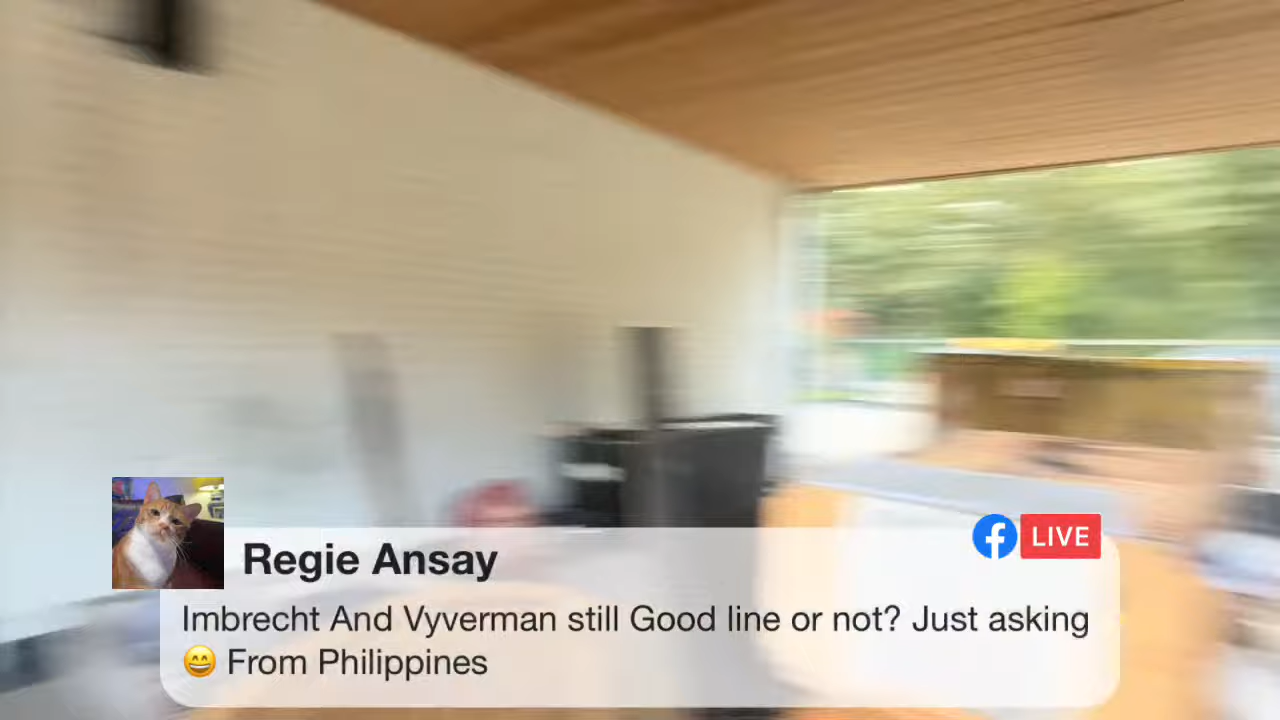 LIVE
Regie Ansay
Imbrecht And Vyverman still Good line or not? Just asking
😄 From Philippines